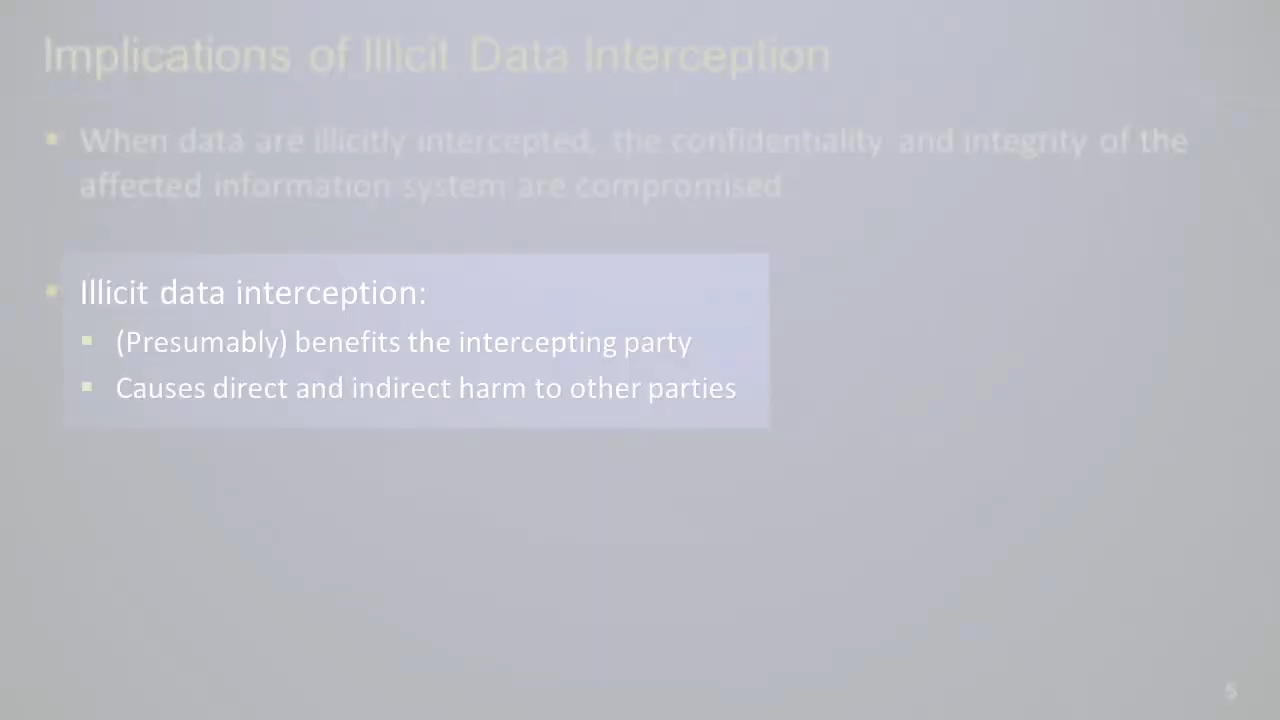 Implications of Illicit Data Interception
▪ When data are illicitly intercepted, the confidentiality and integrity of the
affected information system are compromised
▪ Illicit data interception:
▪ (Presumably) benefits the intercepting party
▪ Causes direct and indirect harm to other parties
5